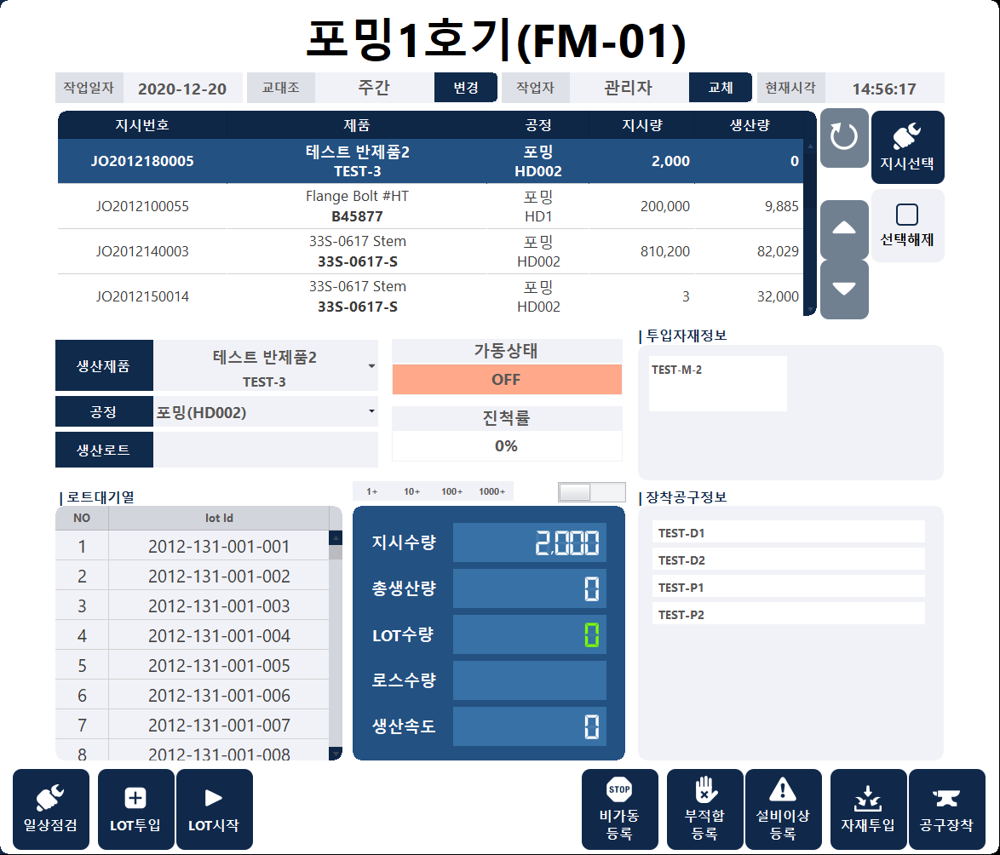 포밍1호기(FM-01)
작업일자 2020-12-20 교대조 주간 변경 작업자 관리자 교체 현재시각 14:56:17
지시번호 제품 공정 지시량 생산량
JO2012180005 테스트 반제품2 TEST-3 포밍 HD002 2,000 0
JO2012100055 Flange Bolt #HT B45877 포밍 HD1 200,000 9,885
JO2012140003 33S-0617 Stem 33S-0617-S 포밍 HD002 810,200 82,029
JO2012150014 33S-0617 Stem 33S-0617-S 포밍 HD002 3 32,000
지시선택
선택해제
생산제품 테스트 반제품2
TEST-3
공정 포밍(HD002)
생산로트
가동상태
OFF
진척률
0%
투입자재정보
TEST-M-2
로트대기열
NO lot Id
1 2012-131-001-001
2 2012-131-001-002
3 2012-131-001-003
4 2012-131-001-004
5 2012-131-001-005
6 2012-131-001-006
7 2012-131-001-007
8 2012-131-001-008
1+ 10+ 100+ 1000+
지시수량 2,000
총생산량 0
LOT수량 0
로스수량
생산속도 0
장착공구정보
TEST-D1
TEST-D2
TEST-P1
TEST-P2
일상점검
LOT투입
LOT시작
STOP
비가동
등록
부적합
등록
설비이상
등록
자재투입
공구장착